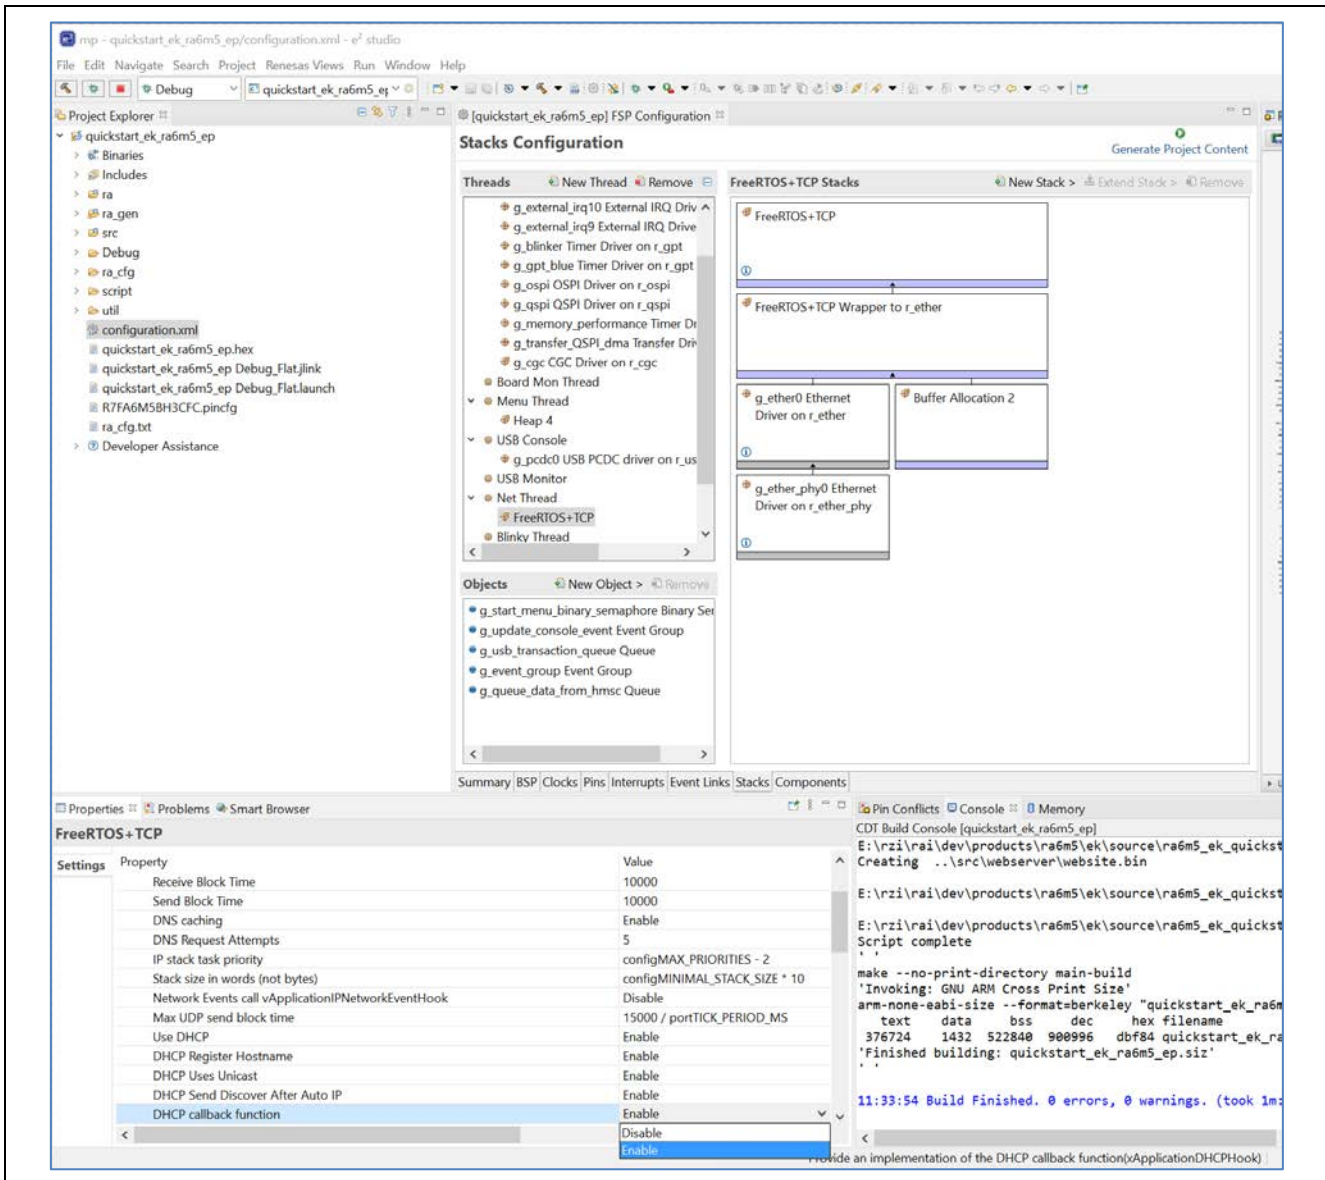 mp - quickstart_ek_ra6m5_ep/configuration.xml - e² studio
File Edit Navigate Search Project Renesas Views Run Window Help
Debug
quickstart_ek_ra6m5_ep
Project Explorer
quickstart_ek_ra6m5_ep
Binaries
Includes
ra
ra_gen
src
Debug
ra_cfg
script
util
configuration.xml
quickstart_ek_ra6m5_ep.hex
quickstart_ek_ra6m5_ep Debug_Flat.jlink
quickstart_ek_ra6m5_ep Debug_Flat.launch
R7FA6M5BH3CFC.pincfg
ra_cfg.txt
Developer Assistance
[quickstart_ek_ra6m5_ep] FSP Configuration
Stacks Configuration
Generate Project Content
Threads New Thread Remove
g_external_irq10 External IRQ Driv
g_external_irq9 External IRQ Drive
g_blinker Timer Driver on r_gpt
g_gpt_blue Timer Driver on r_gpt
g_ospi OSPI Driver on r_ospi
g_qspi QSPI Driver on r_qspi
g_memory_performance Timer Dr
g_transfer_QSPI_dma Transfer Driv
g_cgc CGC Driver on r_cgc
Board Mon Thread
Menu Thread
Heap 4
USB Console
g_pcdc0 USB PCDC driver on r_us
USB Monitor
Net Thread
FreeRTOS+TCP
Blinky Thread
Objects New Object > Remove
g_start_menu_binary_semaphore Binary Ser
g_update_console_event Event Group
g_usb_transaction_queue Queue
g_event_group Event Group
g_queue_data_from_hmsc Queue
FreeRTOS+TCP Stacks New Stack > Extend Stack > Remove
FreeRTOS+TCP
FreeRTOS+TCP Wrapper to r_ether
g_ether0 Ethernet
Driver on r_ether
Buffer Allocation 2
g_ether_phy0 Ethernet
Driver on r_ether_phy
Summary BSP Clocks Pins Interrupts Event Links Stacks Components
Properties Problems Smart Browser
FreeRTOS+TCP
Settings
Property Value
Receive Block Time 10000
Send Block Time 10000
DNS caching Enable
DNS Request Attempts 5
IP stack task priority configMAX_PRIORITIES - 2
Stack size in words (not bytes) configMINIMAL_STACK_SIZE * 10
Network Events call vApplicationIPNetworkEventHook Disable
Max UDP send block time 15000 / portTICK_PERIOD_MS
Use DHCP Enable
DHCP Register Hostname Enable
DHCP Uses Unicast Enable
DHCP Send Discover After Auto IP Enable
DHCP callback function Enable
Disable
Enable
Pin Conflicts Console Memory
CDT Build Console [quickstart_ek_ra6m5_ep]
E:\rzi\rai\dev\products\ra6m5\ek\source\ra6m5_ek_quickst
Creating ..\src\webserver\website.bin
E:\rzi\rai\dev\products\ra6m5\ek\source\ra6m5_ek_quickst
E:\rzi\rai\dev\products\ra6m5\ek\source\ra6m5_ek_quickst
Script complete
' '
make --no-print-directory main-build
'Invoking: GNU ARM Cross Print Size'
arm-none-eabi-size --format=berkeley "quickstart_ek_ra6m
text data bss dec hex filename
376724 1432 522840 900996 dbf84 quickstart_ek_ra
'Finished building: quickstart_ek_ra6m5_ep.siz'
' '
11:33:54 Build Finished. 0 errors, 0 warnings. (took 1m:
Provide an implementation of the DHCP callback function(xApplicationDHCPHook)